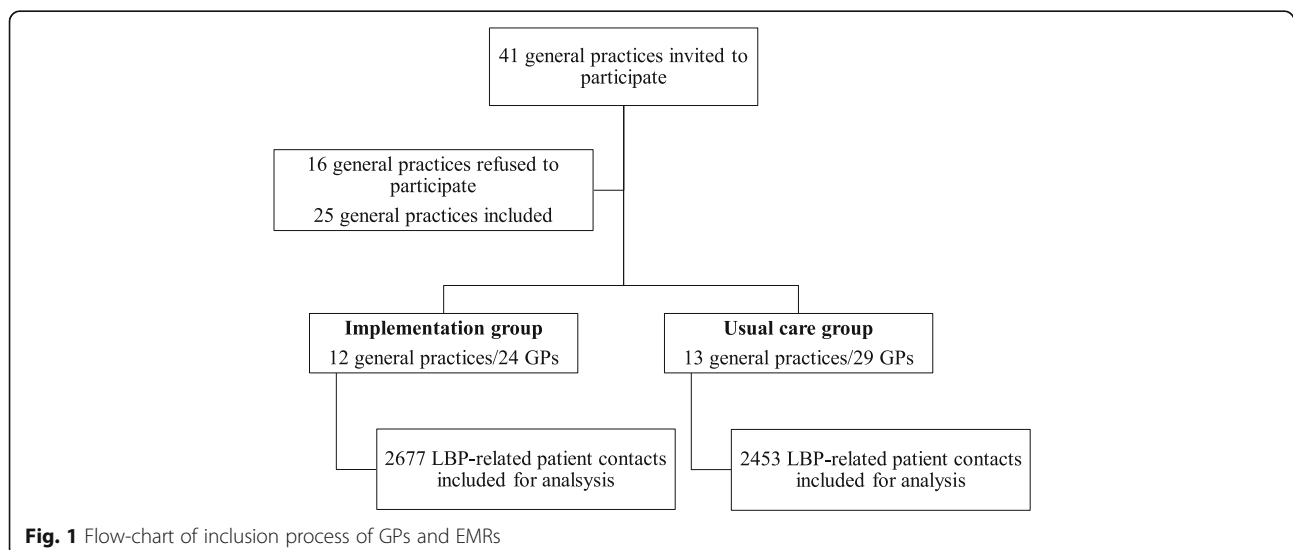 41 general practices invited to
participate
16 general practices refused to
participate
25 general practices included
Implementation group
12 general practices/24 GPs
Usual care group
13 general practices/29 GPs
2677 LBP-related patient contacts
included for analsysis
2453 LBP-related patient contacts
included for analysis
Fig. 1 Flow-chart of inclusion process of GPs and EMRs